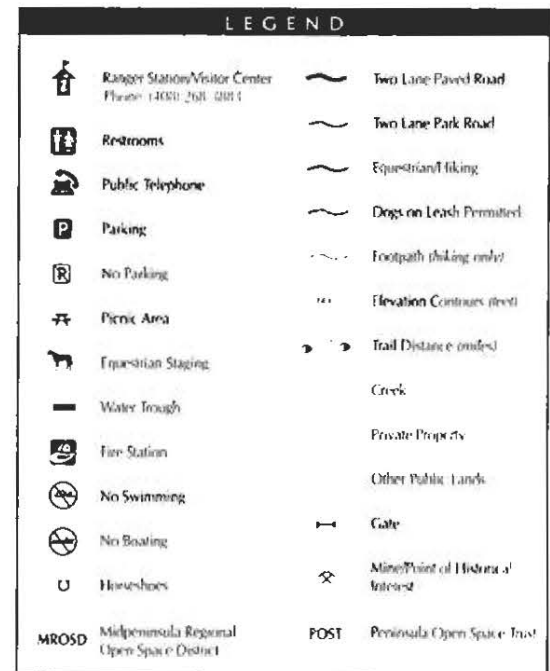 LEGEND
i
Ranger Station/Visitor Center
Phone: (408) 268
Restrooms
Public Telephone
P
Parking
R
No Parking
Picnic Area
Equestrian Staging
Water Trough
Fire Station
No Swimming
No Boating
Horseshoes
MROSD
Midpeninsula Regional
Open Space District
Two Lane Paved Road
Two Lane Park Road
Equestrian/Hiking
Dogs on Leash Permitted
Footpath (hiking only)
Elevation Contours (feet)
Trail Distance (miles)
Creek
Private Property
Other Public Lands
Gate
Mine/Point of Historical
Interest
POST
Peninsula Open Space Trust